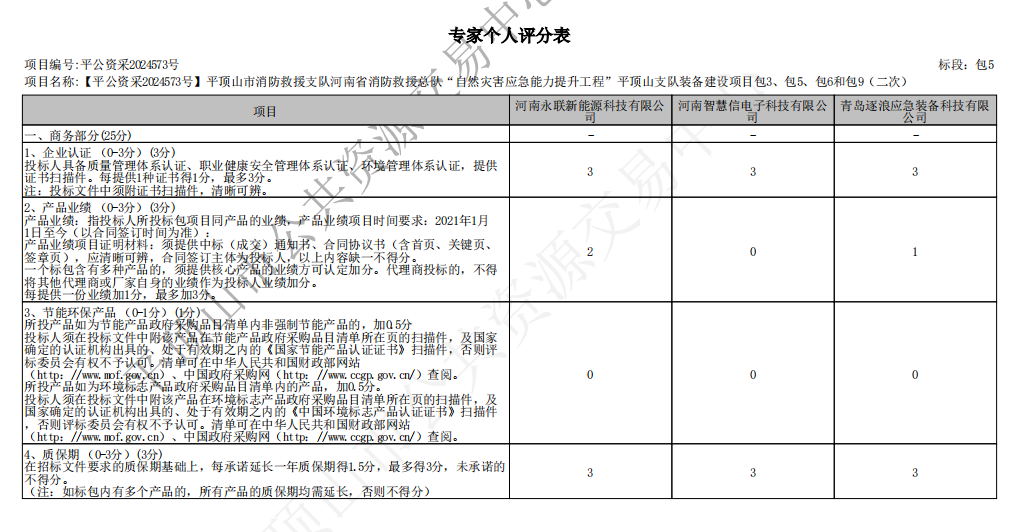 专家个人评分表
项目编号:平公资采2024573号
标段: 包5
项目名称:【平公资采2024573号】平顶山市消防救援支队河南省消防救援总队“自然灾害应急能力提升工程”平顶山支队装备建设项目包3、包5、包6和包9（二次）
项目
河南永联新能源科技有限公
司
河南智慧信电子科技有限公
司
青岛逐浪应急装备科技有限
公司
一、商务部分(25分)
-
-
-
1、企业认证 （0-3分）(3分)
投标人具备质量管理体系认证、职业健康安全管理体系认证、环境管理体系认证，提供
证书扫描件。每提供1种证书得1分，最多3分。
注：投标文件中须附证书扫描件，清晰可辨。
3
3
3
2、产品业绩 （0-3分）(3分)
产品业绩：指投标人所投标包项目同产品的业绩，产品业绩项目时间要求：2021年1月
1日至今（以合同签订时间为准）；
产品业绩项目证明材料：须提供中标（成交）通知书、合同协议书（含首页、关键页、
签章页），应清晰可辨，合同签订主体为投标人，以上内容缺一不得分。
一个标包含有多种产品的，须提供核心产品的业绩方可认定加分。代理商投标的，不得
将其他代理商或厂家自身的业绩作为投标人业绩加分。
每提供一份业绩加1分，最多加3分。
2
0
1
3、节能环保产品 （0-1分）(1分)
所投产品如为节能产品政府采购品目清单内非强制节能产品的，加0.5分
投标人须在投标文件中附该产品在节能产品政府采购品目清单所在页的扫描件，及国家
确定的认证机构出具的、处于有效期之内的《国家节能产品认证证书》扫描件，否则评
标委员会有权不予认可。清单可在中华人民共和国财政部网站
（http: //www.mof.gov.cn）、中国政府采购网（http: //www.ccgp.gov.cn/）查阅。
所投产品如为环境标志产品政府采购品目清单内的产品，加0.5分。
投标人须在投标文件中附该产品在环境标志产品政府采购品目清单所在页的扫描件，及
国家确定的认证机构出具的、处于有效期之内的《中国环境标志产品认证证书》扫描件
，否则评标委员会有权不予认可。清单可在中华人民共和国财政部网站
（http: //www.mof.gov.cn）、中国政府采购网（http: //www.ccgp.gov.cn/）查阅。
0
0
0
4、质保期 （0-3分）(3分)
在招标文件要求的质保期基础上，每承诺延长一年质保期得1.5分，最多得3分，未承诺的
不得分。
（注：如标包内有多个产品的，所有产品的质保期均需延长，否则不得分）
3
3
3